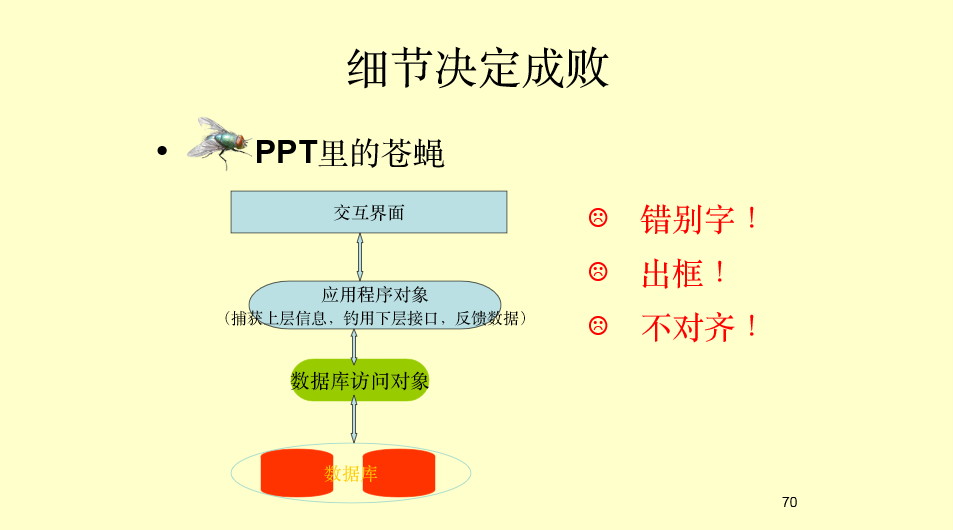 细节决定成败
• PPT里的苍蝇
交互界面
应用程序对象
（捕获上层信息，钓用下层接口，反馈数据）
数据库访问对象
数据库
☹ 错别字！
☹ 出框！
☹ 不对齐！
70